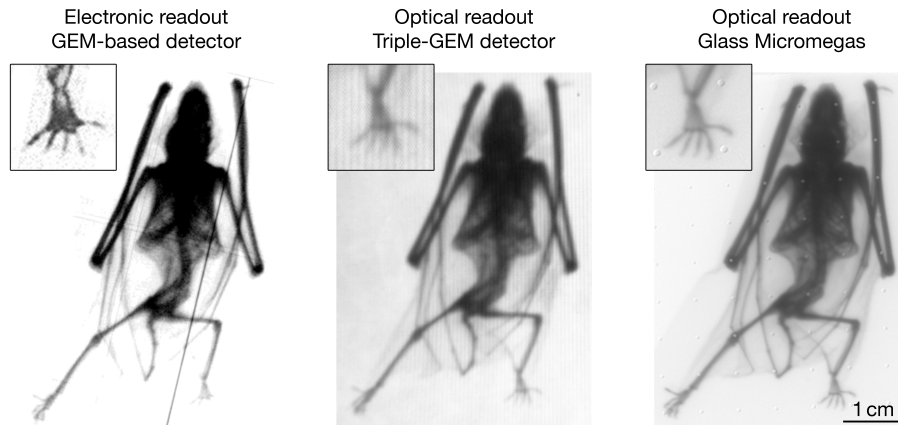 Electronic readout
GEM-based detector
Optical readout
Triple-GEM detector
Optical readout
Glass Micromegas
1 cm